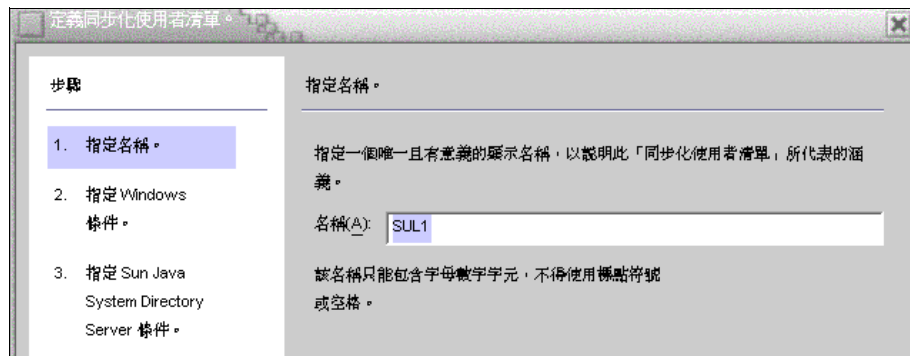 定義同步化使用者清單。
步驟
1. 指定名稱。
2. 指定 Windows
條件。
3. 指定 Sun Java
System Directory
Server 條件。
指定名稱。
指定一個唯一且有意義的顯示名稱，以說明此「同步化使用者清單」所代表的涵
義。
名稱(A): SUL1
該名稱只能包含字母數字字元，不得使用標點符號
或空格。